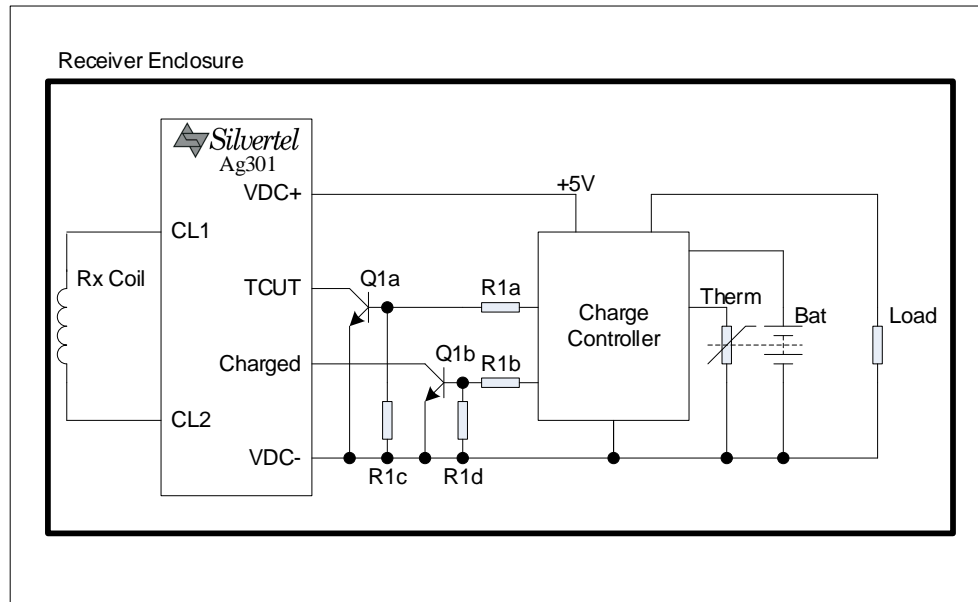 Receiver Enclosure
Silvertel
Ag301
VDC+
+5V
CL1
Rx Coil
TCUT
Q1a
R1a
Therm
Bat
Load
Charge
Controller
Charged
Q1b
R1b
CL2
VDC-
R1c
R1d